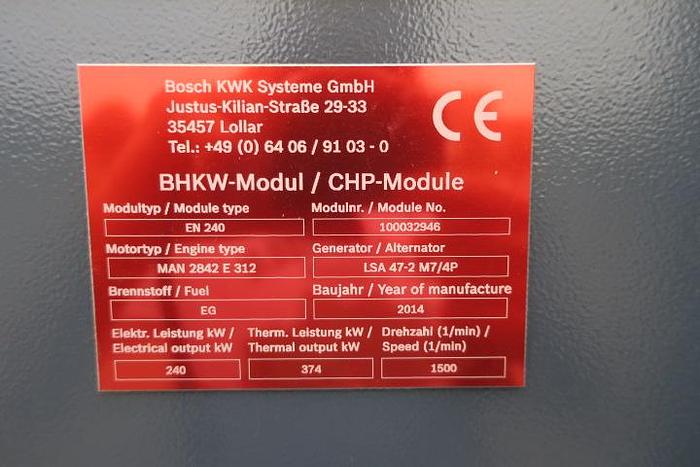 Bosch KWK Systeme GmbH
Justus-Kilian-Straße 29-33
35457 Lollar
Tel.: +49 (0) 64 06 / 91 03 - 0
CE
BHKW-Modul / CHP-Module
Modultyp / Module type Modulnr. / Module No.
EN 240 100032946
Motortyp / Engine type Generator / Alternator
MAN 2842 E 312 LSA 47-2 M7/4P
Brennstoff / Fuel Baujahr / Year of manufacture
EG 2014
Elektr. Leistung kW / Therm. Leistung kW / Drehzahl (1/min) /
Electrical output kW Thermal output kW Speed (1/min)
240 374 1500